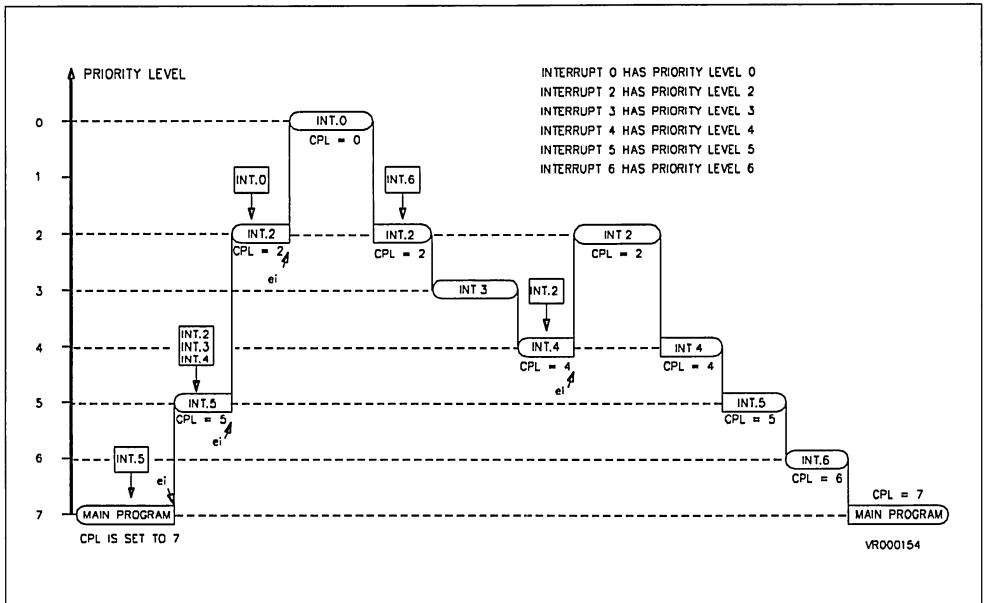 PRIORITY LEVEL
INTERRUPT 0 HAS PRIORITY LEVEL 0
INTERRUPT 2 HAS PRIORITY LEVEL 2
INTERRUPT 3 HAS PRIORITY LEVEL 3
INTERRUPT 4 HAS PRIORITY LEVEL 4
INTERRUPT 5 HAS PRIORITY LEVEL 5
INTERRUPT 6 HAS PRIORITY LEVEL 6
0
INT.0
CPL = 0
1
INT.0
INT.6
2
INT.2
CPL = 2
ei
INT.2
CPL = 2
INT 2
CPL = 2
3
INT 3
INT.2
INT.2
INT.3
INT.4
4
INT.4
CPL = 4
ei
INT 4
CPL = 4
5
INT.5
CPL = 5
ei
INT.5
CPL = 5
6
INT.5
ei
INT.6
CPL = 6
7
MAIN PROGRAM
CPL IS SET TO 7
CPL = 7
MAIN PROGRAM
VR000154